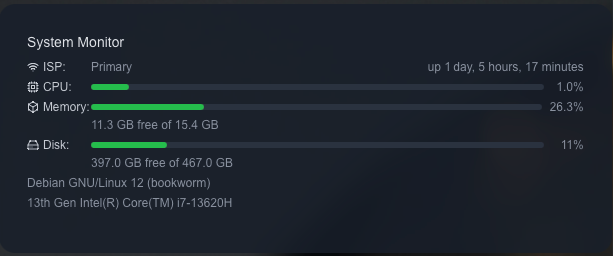 System Monitor
ISP: Primary up 1 day, 5 hours, 17 minutes
CPU: 1.0%
Memory: 26.3%
11.3 GB free of 15.4 GB
Disk: 11%
397.0 GB free of 467.0 GB
Debian GNU/Linux 12 (bookworm)
13th Gen Intel(R) Core(TM) i7-13620H